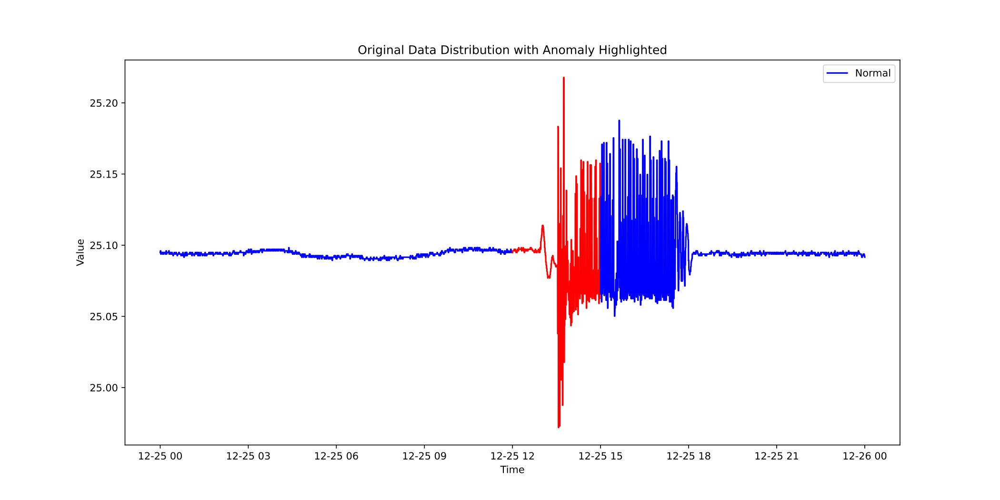 Original Data Distribution with Anomaly Highlighted
Normal
25.20
25.15
25.10
25.05
25.00
Value
12-25 00 12-25 03 12-25 06 12-25 09 12-25 12 12-25 15 12-25 18 12-25 21 12-26 00
Time